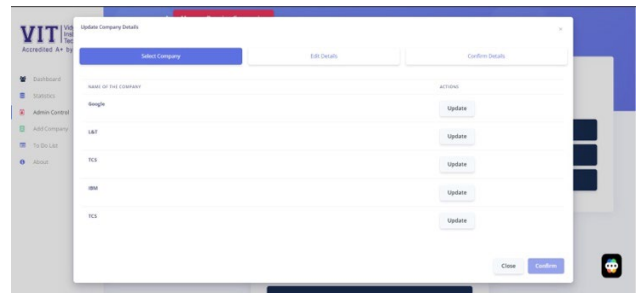 Update Company Details
×
VIT
Accredited A+ by
Select Company
Edit Details
Confirm Details
NAME OF THE COMPANY
ACTIONS
Google
Update
L&T
Update
TCS
Update
IBM
Update
TCS
Update
Close
Confirm
Dashboard
Statistics
Admin Control
Add Company
To Do List
About